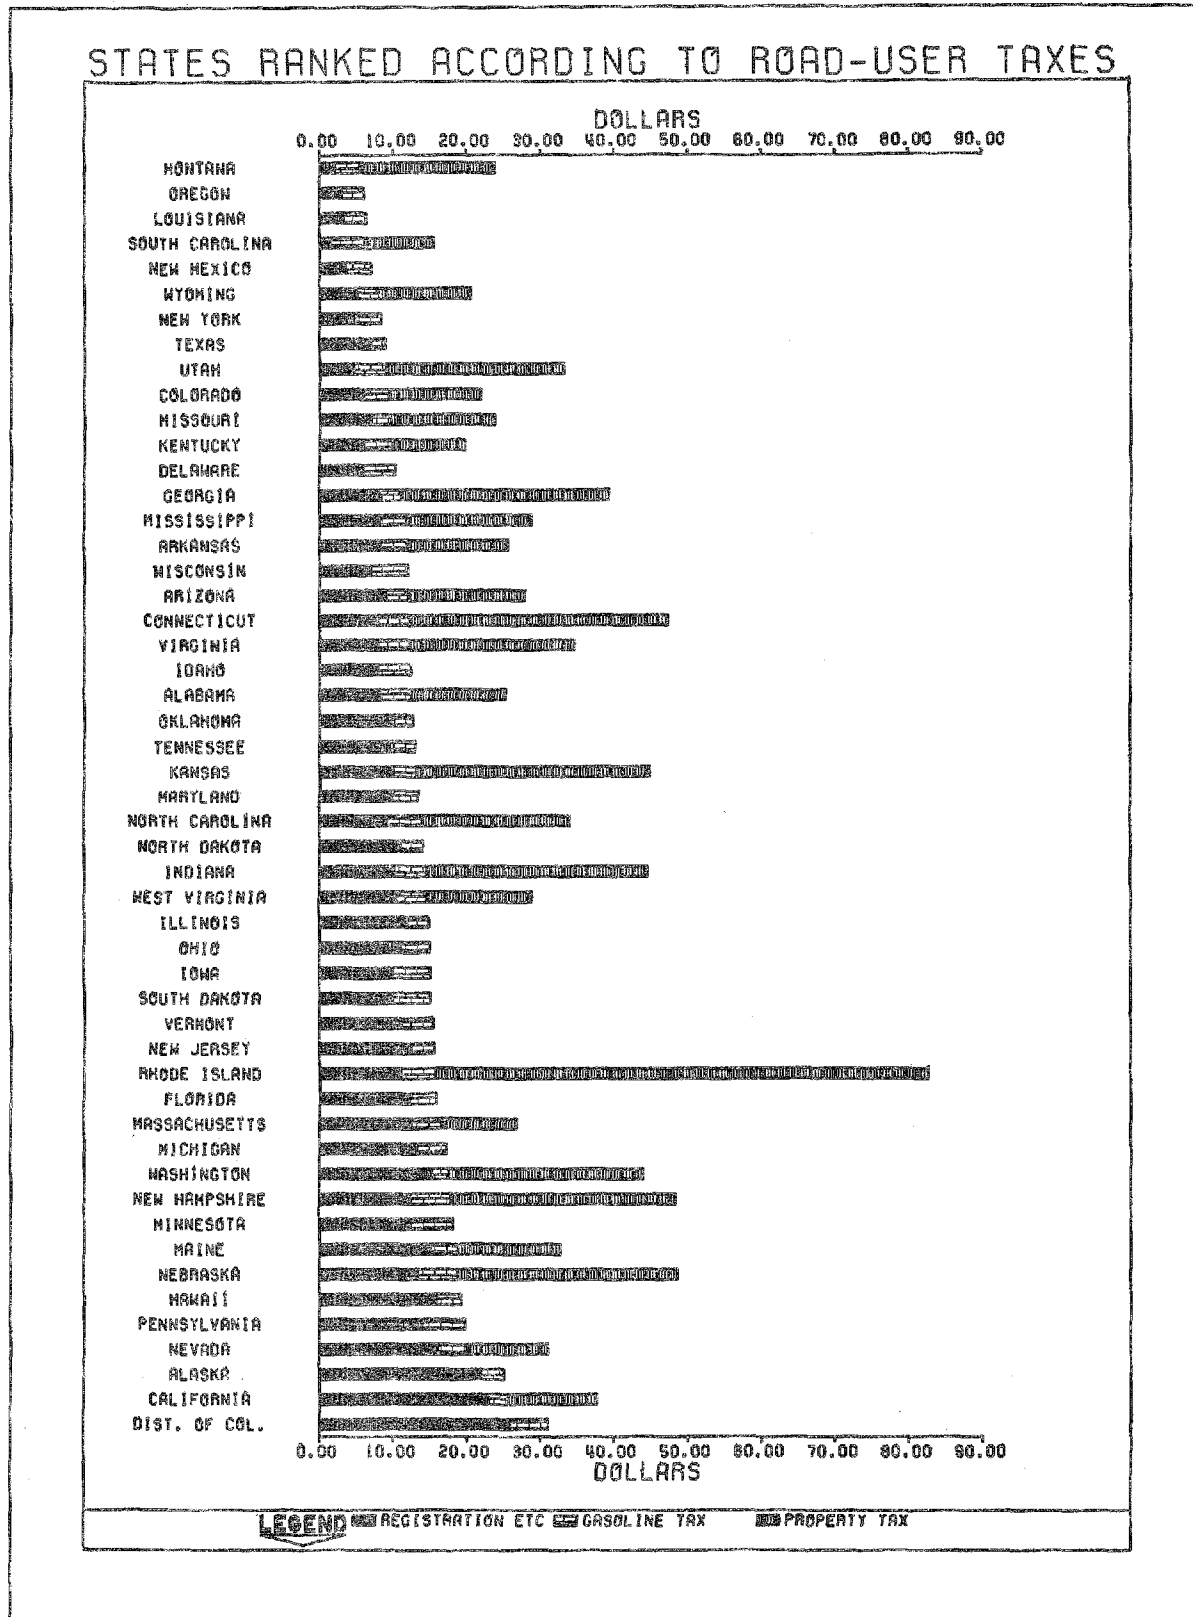 STATES RANKED ACCORDING TO ROAD-USER TAXES
DOLLARS
0.00 10.00 20.00 30.00 40.00 50.00 60.00 70.00 80.00 90.00
MONTANA
OREGON
LOUISIANA
SOUTH CAROLINA
NEW MEXICO
WYOMING
NEW YORK
TEXAS
UTAH
COLORADO
MISSOURI
KENTUCKY
DELAWARE
GEORGIA
MISSISSIPPI
ARKANSAS
WISCONSIN
ARIZONA
CONNECTICUT
VIRGINIA
IDAHO
ALABAMA
OKLAHOMA
TENNESSEE
KANSAS
MARYLAND
NORTH CAROLINA
NORTH DAKOTA
INDIANA
WEST VIRGINIA
ILLINOIS
OHIO
IOWA
SOUTH DAKOTA
VERMONT
NEW JERSEY
RHODE ISLAND
FLORIDA
MASSACHUSETTS
MICHIGAN
WASHINGTON
NEW HAMPSHIRE
MINNESOTA
MAINE
NEBRASKA
HAWAII
PENNSYLVANIA
NEVADA
ALASKA
CALIFORNIA
DIST. OF COL.
0.00 10.00 20.00 30.00 40.00 50.00 60.00 70.00 80.00 90.00
DOLLARS
LEGEND REGISTRATION ETC GASOLINE TAX PROPERTY TAX